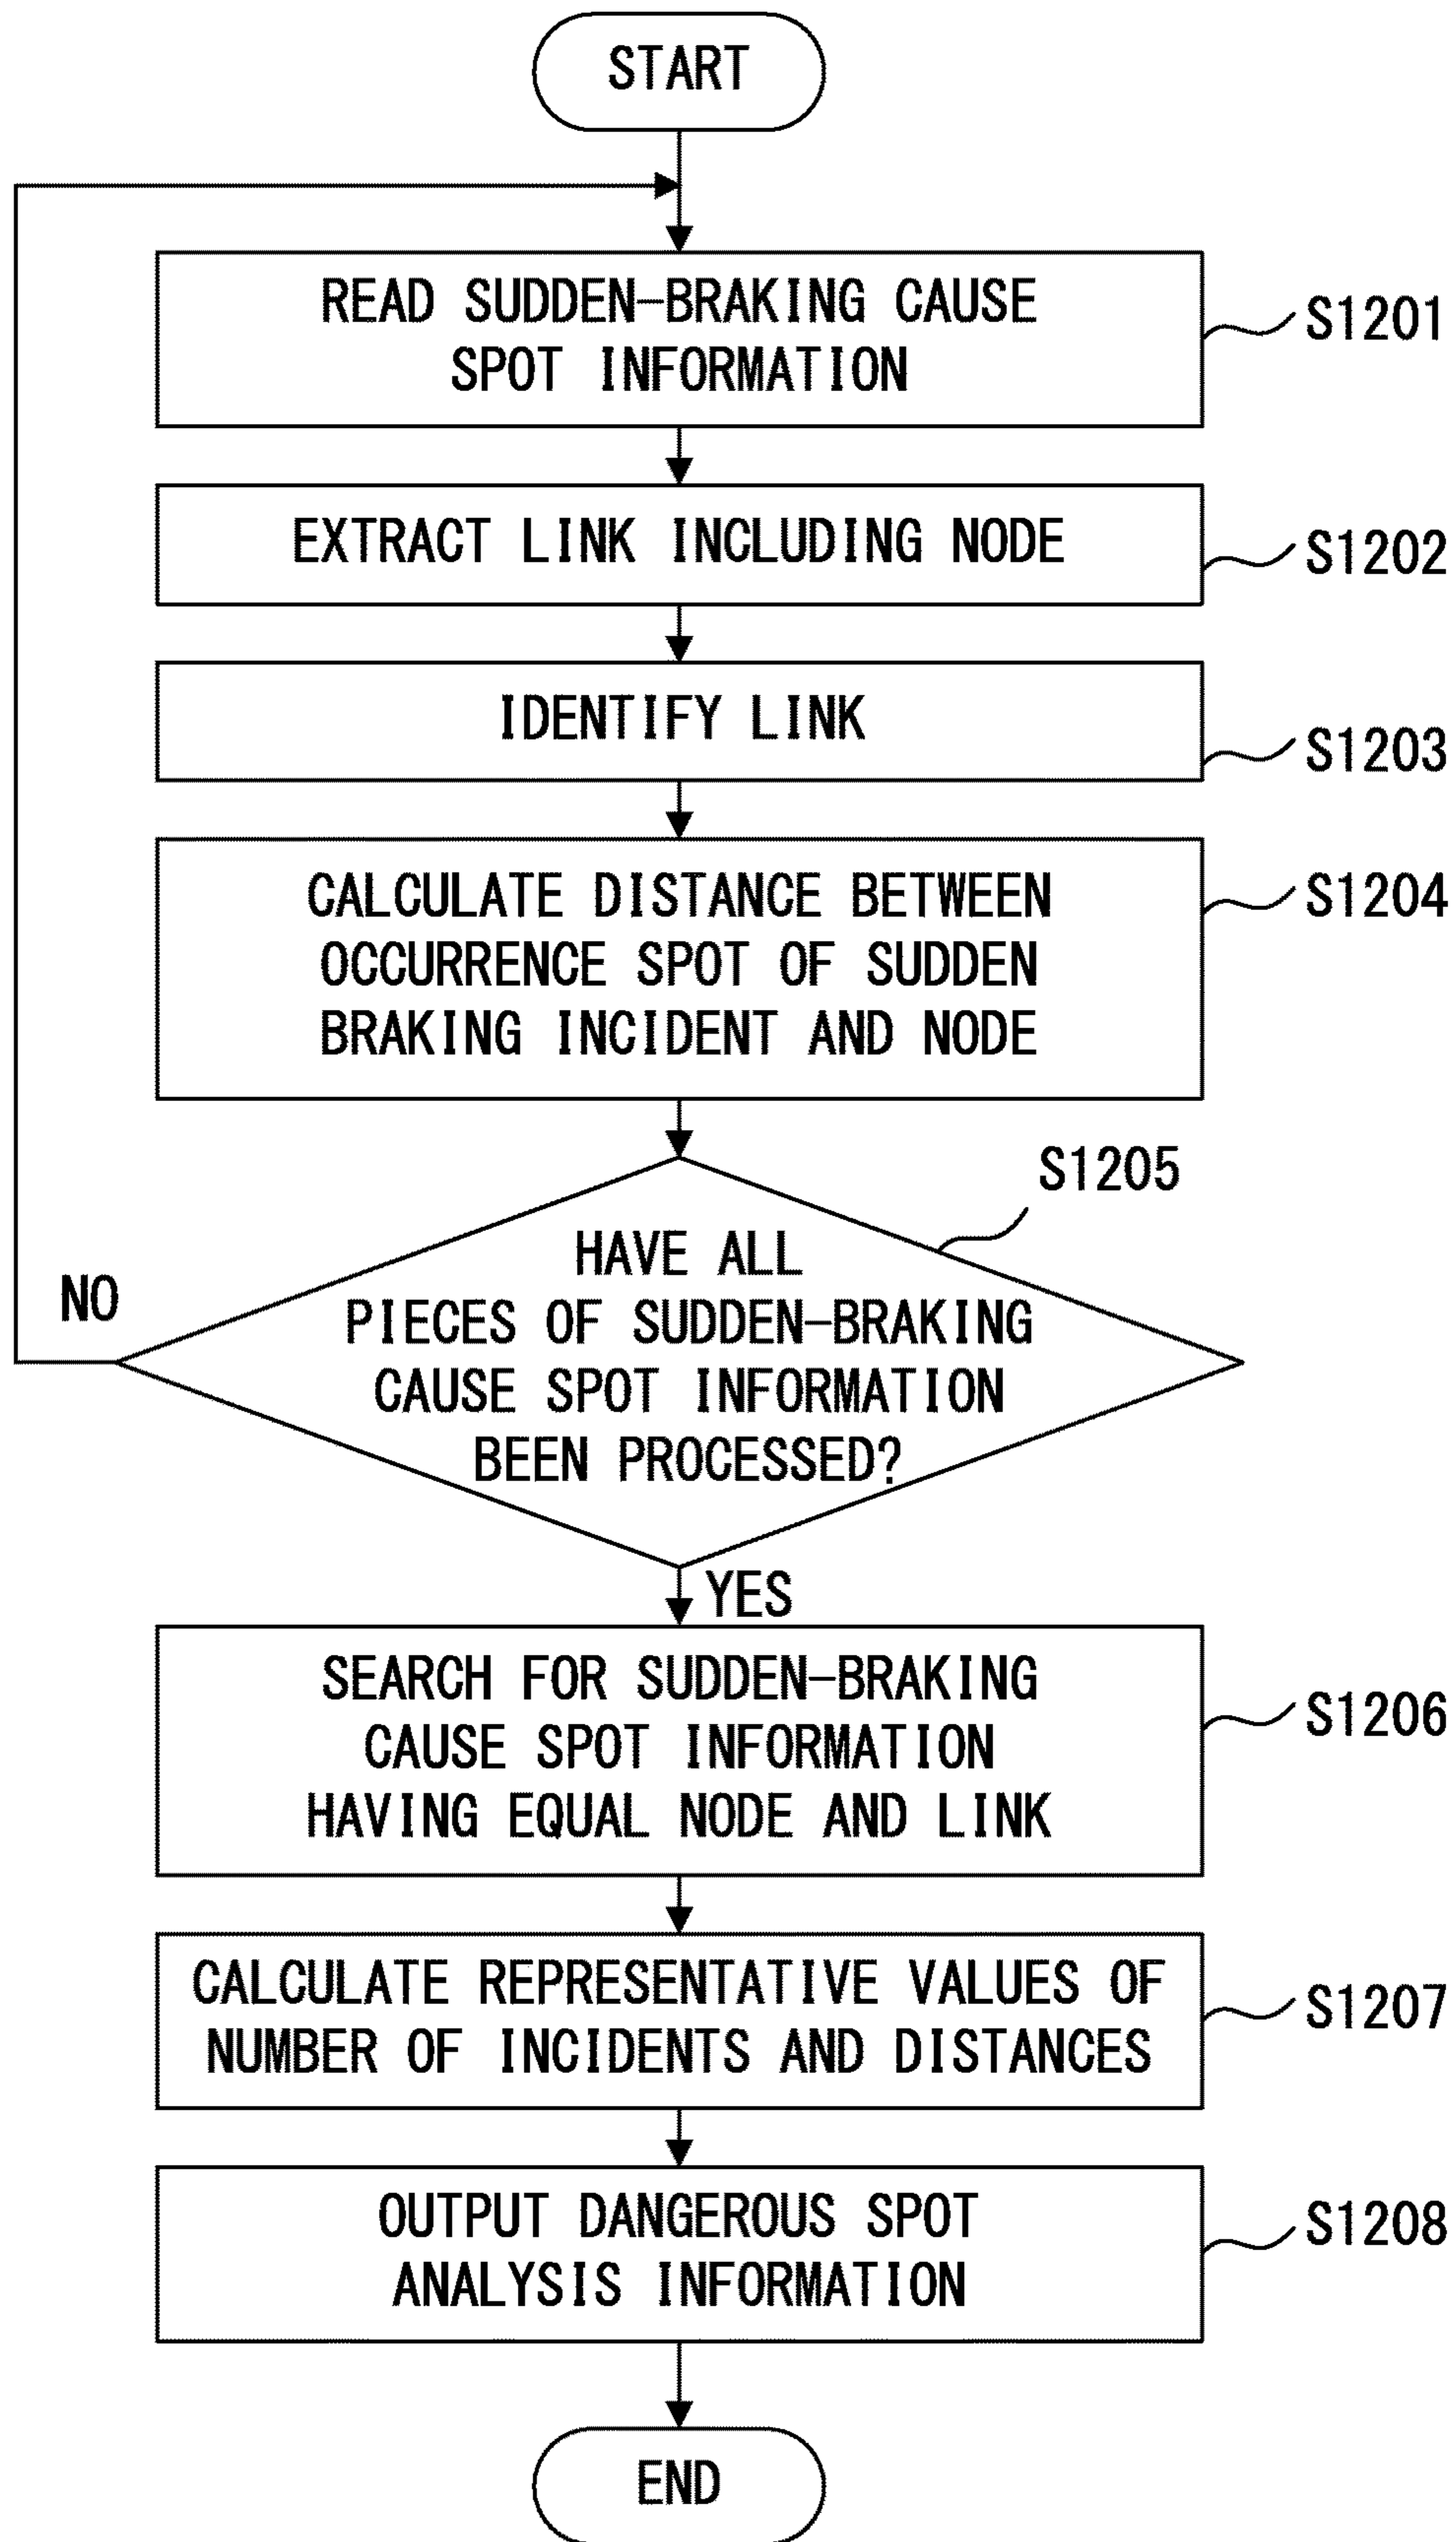 START
READ SUDDEN-BRAKING CAUSE
SPOT INFORMATION
S1201
EXTRACT LINK INCLUDING NODE
S1202
IDENTIFY LINK
S1203
CALCULATE DISTANCE BETWEEN
OCCURRENCE SPOT OF SUDDEN
BRAKING INCIDENT AND NODE
S1204
S1205
HAVE ALL
PIECES OF SUDDEN-BRAKING
CAUSE SPOT INFORMATION
BEEN PROCESSED?
NO
YES
SEARCH FOR SUDDEN-BRAKING
CAUSE SPOT INFORMATION
HAVING EQUAL NODE AND LINK
S1206
CALCULATE REPRESENTATIVE VALUES OF
NUMBER OF INCIDENTS AND DISTANCES
S1207
OUTPUT DANGEROUS SPOT
ANALYSIS INFORMATION
S1208
END